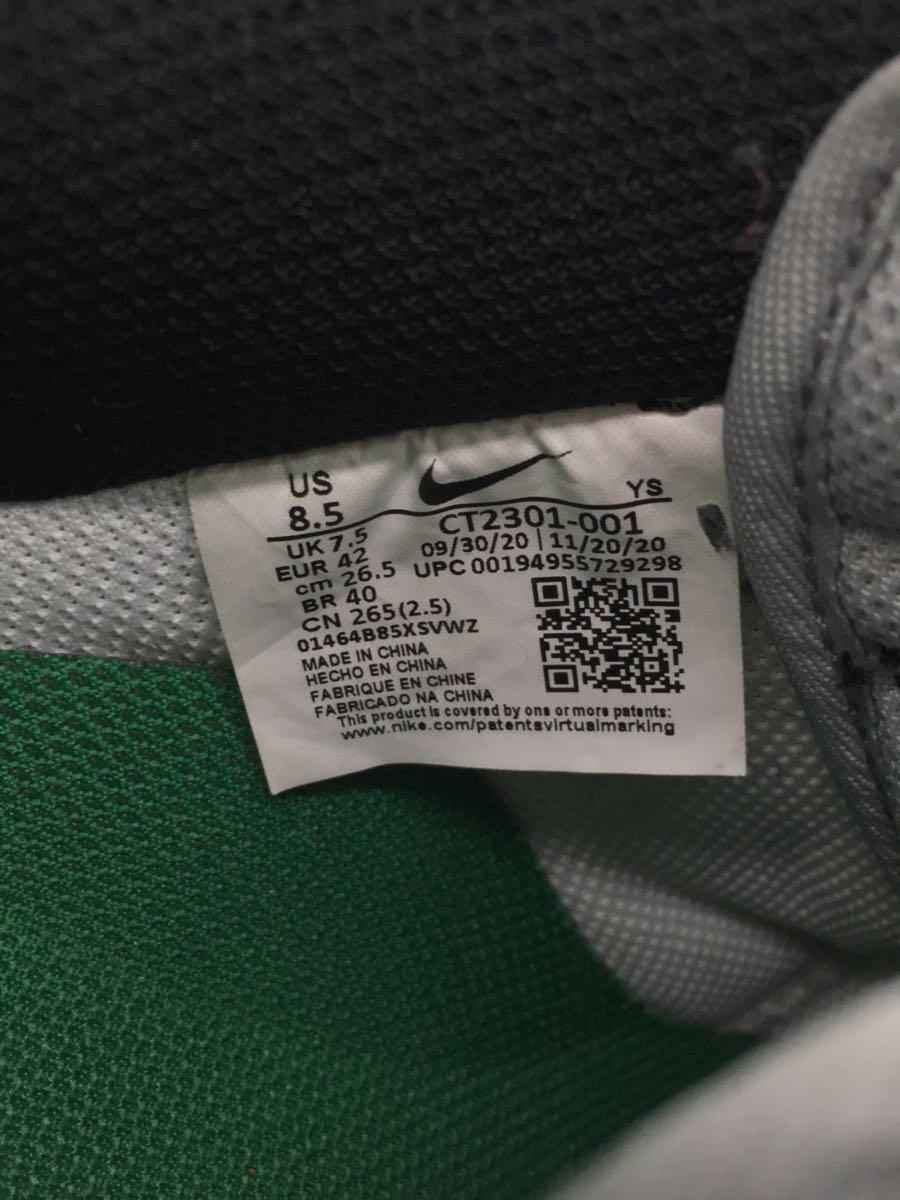 US
8.5
YS
UK 7.5
EUR 42
cm 26.5
BR 40
CN 265(2.5)
CT2301-001
09/30/20 | 11/20/20
UPC 00194955729298
01464B85XSVWZ
MADE IN CHINA
HECHO EN CHINA
FABRIQUE EN CHINE
FABRICADO NA CHINA
This product is covered by one or more patents:
www.nike.com/patentsvirtualmarking